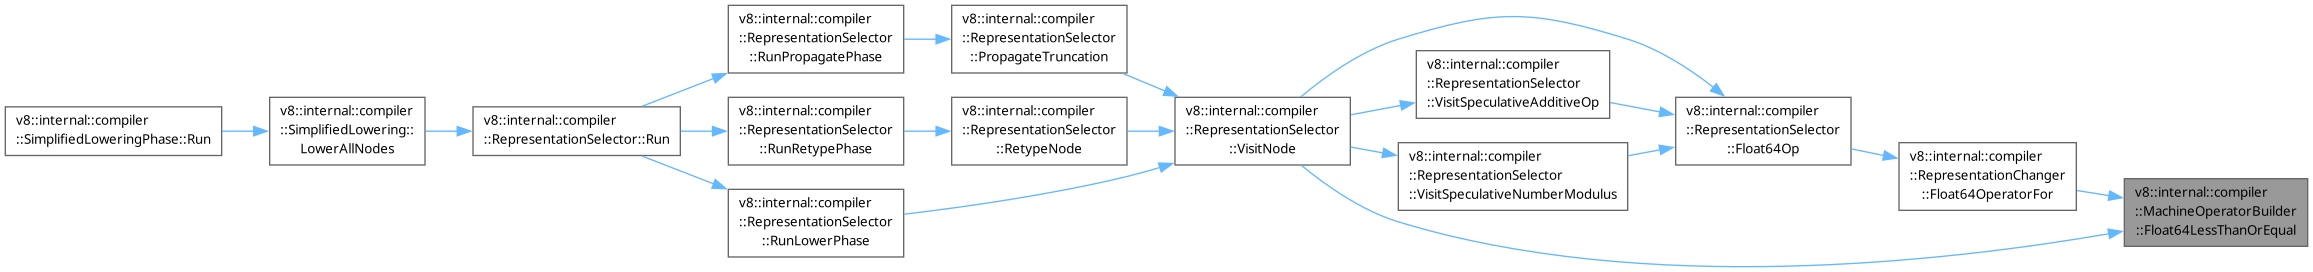 v8::internal::compiler
::SimplifiedLoweringPhase::Run
v8::internal::compiler
::SimplifiedLowering::
LowerAllNodes
v8::internal::compiler
::RepresentationSelector::Run
v8::internal::compiler
::RepresentationSelector
::RunPropagatePhase
v8::internal::compiler
::RepresentationSelector
::RunRetypePhase
v8::internal::compiler
::RepresentationSelector
::RunLowerPhase
v8::internal::compiler
::RepresentationSelector
::PropagateTruncation
v8::internal::compiler
::RepresentationSelector
::RetypeNode
v8::internal::compiler
::RepresentationSelector
::VisitNode
v8::internal::compiler
::RepresentationSelector
::VisitSpeculativeAdditiveOp
v8::internal::compiler
::RepresentationSelector
::VisitSpeculativeNumberModulus
v8::internal::compiler
::RepresentationSelector
::Float64Op
v8::internal::compiler
::RepresentationChanger
::Float64OperatorFor
v8::internal::compiler
::MachineOperatorBuilder
::Float64LessThanOrEqual